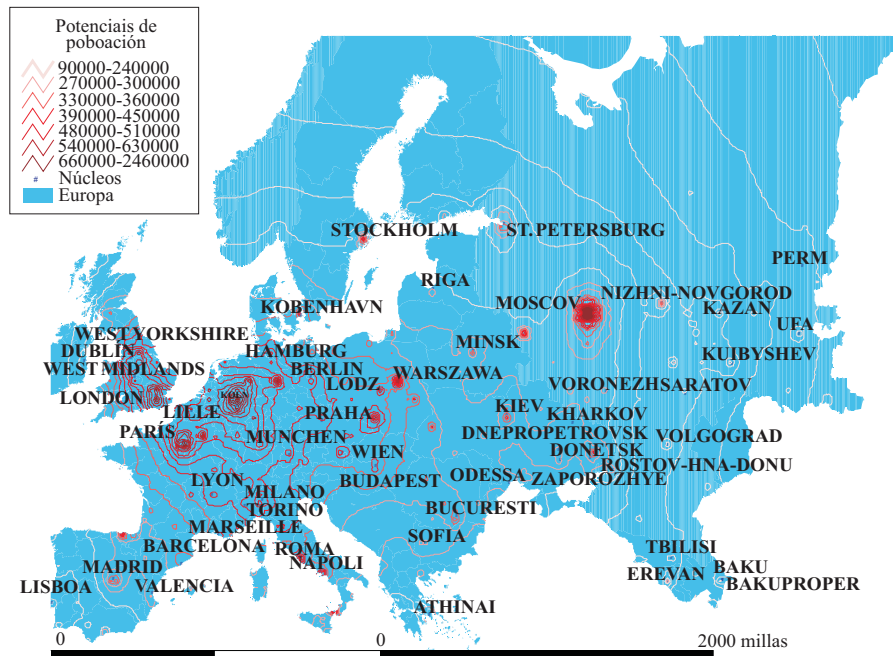 Potenciais de
poboación
90000-240000
270000-300000
330000-360000
390000-450000
480000-510000
540000-630000
660000-2460000
# Núcleos
Europa
STOCKHOLM
ST.PETERSBURG
PERM
RIGA
MOSCOV
NIZHNI-NOVGOROD
KAZAN
KOBENHAVN
UFA
WEST YORKSHIRE
HAMBURG
MINSK
DUBLÍN
KUIBYSHEV
WEST MIDLANDS
BERLIN
LODZ
WARSZAWA
VORONEZH
SARATOV
LONDON
KOLN
LIELE
PRAHA
KIEV
KHARKOV
PARÍS
MUNCHEN
DNEPROPETROVSK
VOLGOGRAD
WIEN
DONETSK
ROSTOV-HNA-DONU
LYON
BUDAPEST
ODESSA
ZAPOROZHYE
MILANO
TORINO
BUCURESTI
MARSEILLE
SOFIA
BARCELONA
ROMA
TBILISI
MADRID
NAPOLI
EREVAN
BAKU
LISBOA
VALENCIA
BAKUPROPER
ATHINAI
0 0 2000 millas